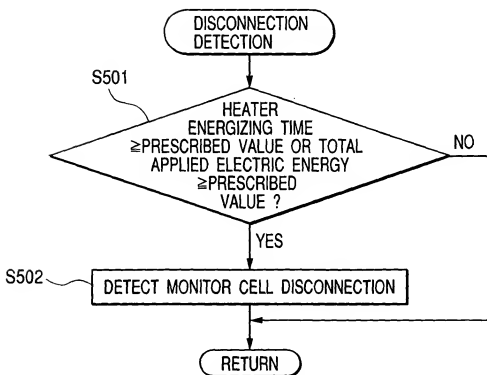 DISCONNECTION
DETECTION
S501
HEATER
ENERGIZING TIME
≧PRESCRIBED VALUE OR TOTAL
APPLIED ELECTRIC ENERGY
≧PRESCRIBED
VALUE ?
NO
YES
S502
DETECT MONITOR CELL DISCONNECTION
RETURN